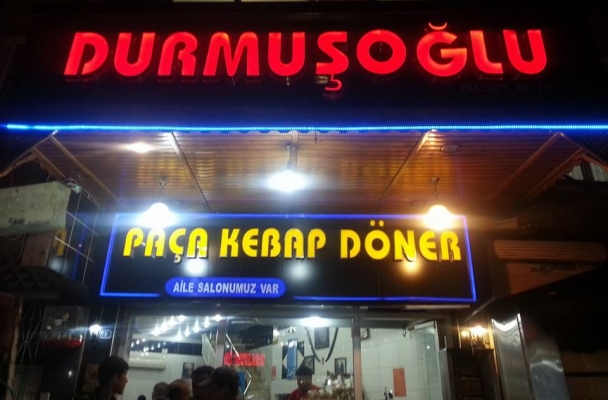 DURMUŞOĞLU
PAÇA KEBAP DÖNER
AİLE SALONUMUZ VAR